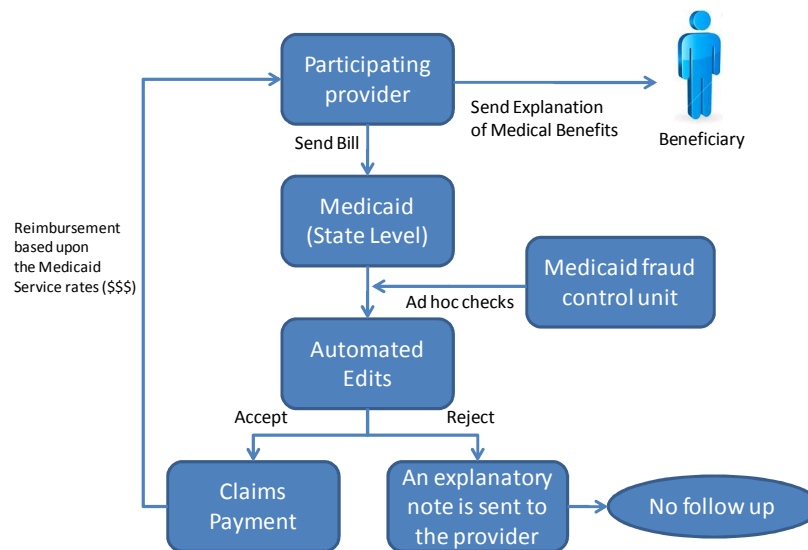 Participating
provider
Send Explanation
of Medical Benefits
Beneficiary
Send Bill
Medicaid
(State Level)
Reimbursement
based upon
the Medicaid
Service rates ($$$)
Medicaid fraud
control unit
Ad hoc checks
Automated
Edits
Accept
Reject
Claims
Payment
An explanatory
note is sent to
the provider
No follow up